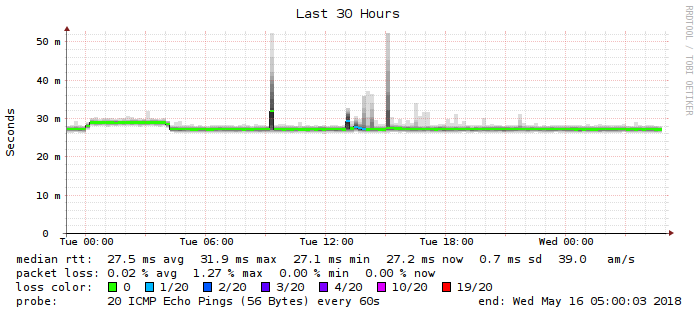 Last 30 Hours
RRDTOOL / TOBI OETIKER
Seconds
50 m
40 m
30 m
20 m
10 m
0
Tue 00:00 Tue 06:00 Tue 12:00 Tue 18:00 Wed 00:00
median rtt: 27.5 ms avg 31.9 ms max 27.1 ms min 27.2 ms now 0.7 ms sd 39.0 am/s
packet loss: 0.02 % avg 1.27 % max 0.00 % min 0.00 % now
loss color: 0 1/20 2/20 3/20 4/20 10/20 19/20
probe: 20 ICMP Echo Pings (56 Bytes) every 60s end: Wed May 16 05:00:03 2018